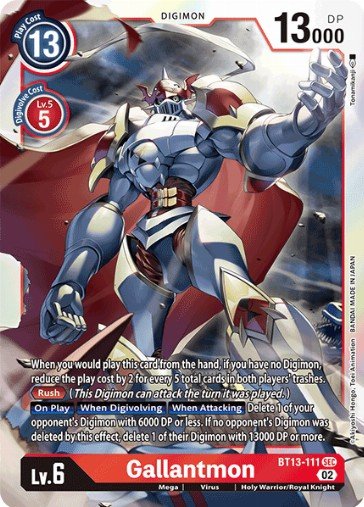 Play Cost
13
DIGIMON
13000
DP
Digivolve Cost
Lv.5
5
Tonamikanji
When you would play this card from the hand, if you have no Digimon,
reduce the play cost by 2 for every 5 total cards in both players' trashes.
Rush (This Digimon can attack the turn it was played.)
On Play When Digivolving When Attacking Delete 1 of your
opponent's Digimon with 6000 DP or less. If no opponent's Digimon was
deleted by this effect, delete 1 of their Digimon with 13000 DP or more.
©Akiyoshi Hongo, Toei Animation BANDAI MADE IN JAPAN
BT13-111 SEC
Lv.6
Gallantmon
02
Mega
Virus
Holy Warrior/Royal Knight